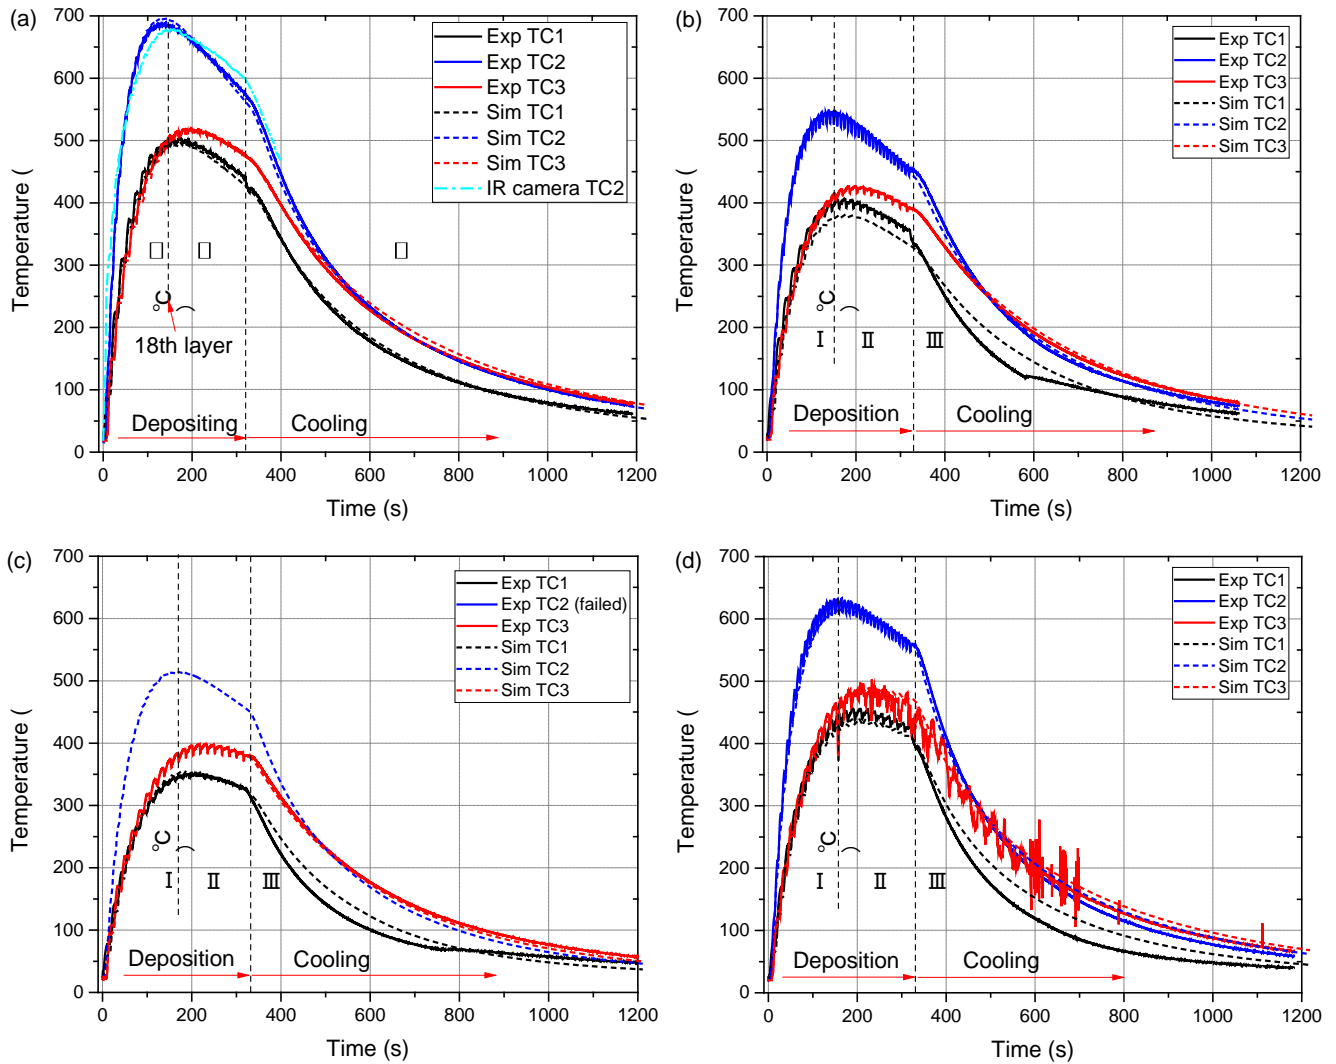 (a)
700
600
500
400
300
200
100
0
Temperature (
℃
(
Exp TC1
Exp TC2
Exp TC3
Sim TC1
Sim TC2
Sim TC3
IR camera TC2
18th layer
Depositing
Cooling
0 200 400 600 800 1000 1200
Time (s)
(b)
700
600
500
400
300
200
100
0
Temperature (
℃
(
Exp TC1
Exp TC2
Exp TC3
Sim TC1
Sim TC2
Sim TC3
Ⅰ Ⅱ Ⅲ
Deposition
Cooling
0 200 400 600 800 1000 1200
Time (s)
(c)
700
600
500
400
300
200
100
0
Temperature (
℃
(
Exp TC1
Exp TC2 (failed)
Exp TC3
Sim TC1
Sim TC2
Sim TC3
Ⅰ Ⅱ Ⅲ
Deposition
Cooling
0 200 400 600 800 1000 1200
Time (s)
(d)
700
600
500
400
300
200
100
0
Temperature (
℃
(
Exp TC1
Exp TC2
Exp TC3
Sim TC1
Sim TC2
Sim TC3
Ⅰ Ⅱ Ⅲ
Deposition
Cooling
0 200 400 600 800 1000 1200
Time (s)